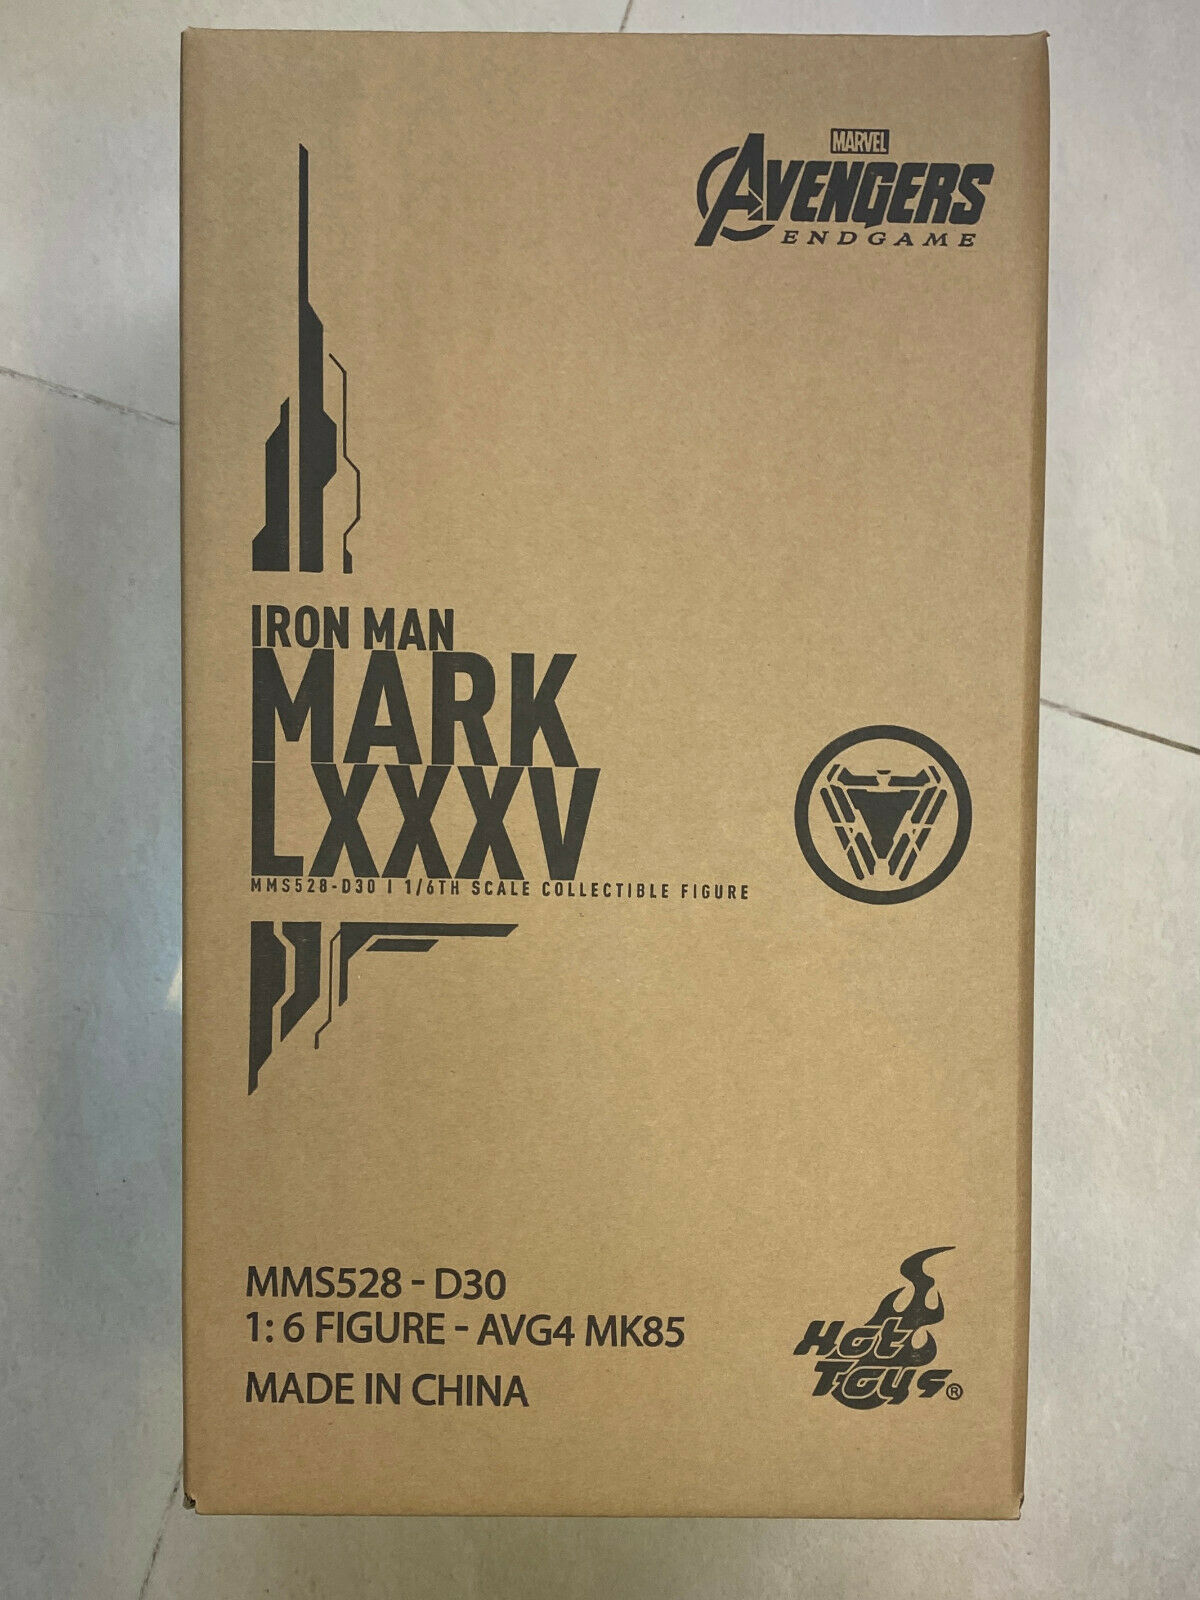 MARVEL
AVENGERS
ENDGAME
IRON MAN
MARK
LXXXV
MMS528-D30 | 1/6TH SCALE COLLECTIBLE FIGURE
MMS528 - D30
1: 6 FIGURE - AVG4 MK85
MADE IN CHINA
Hot
Toys®